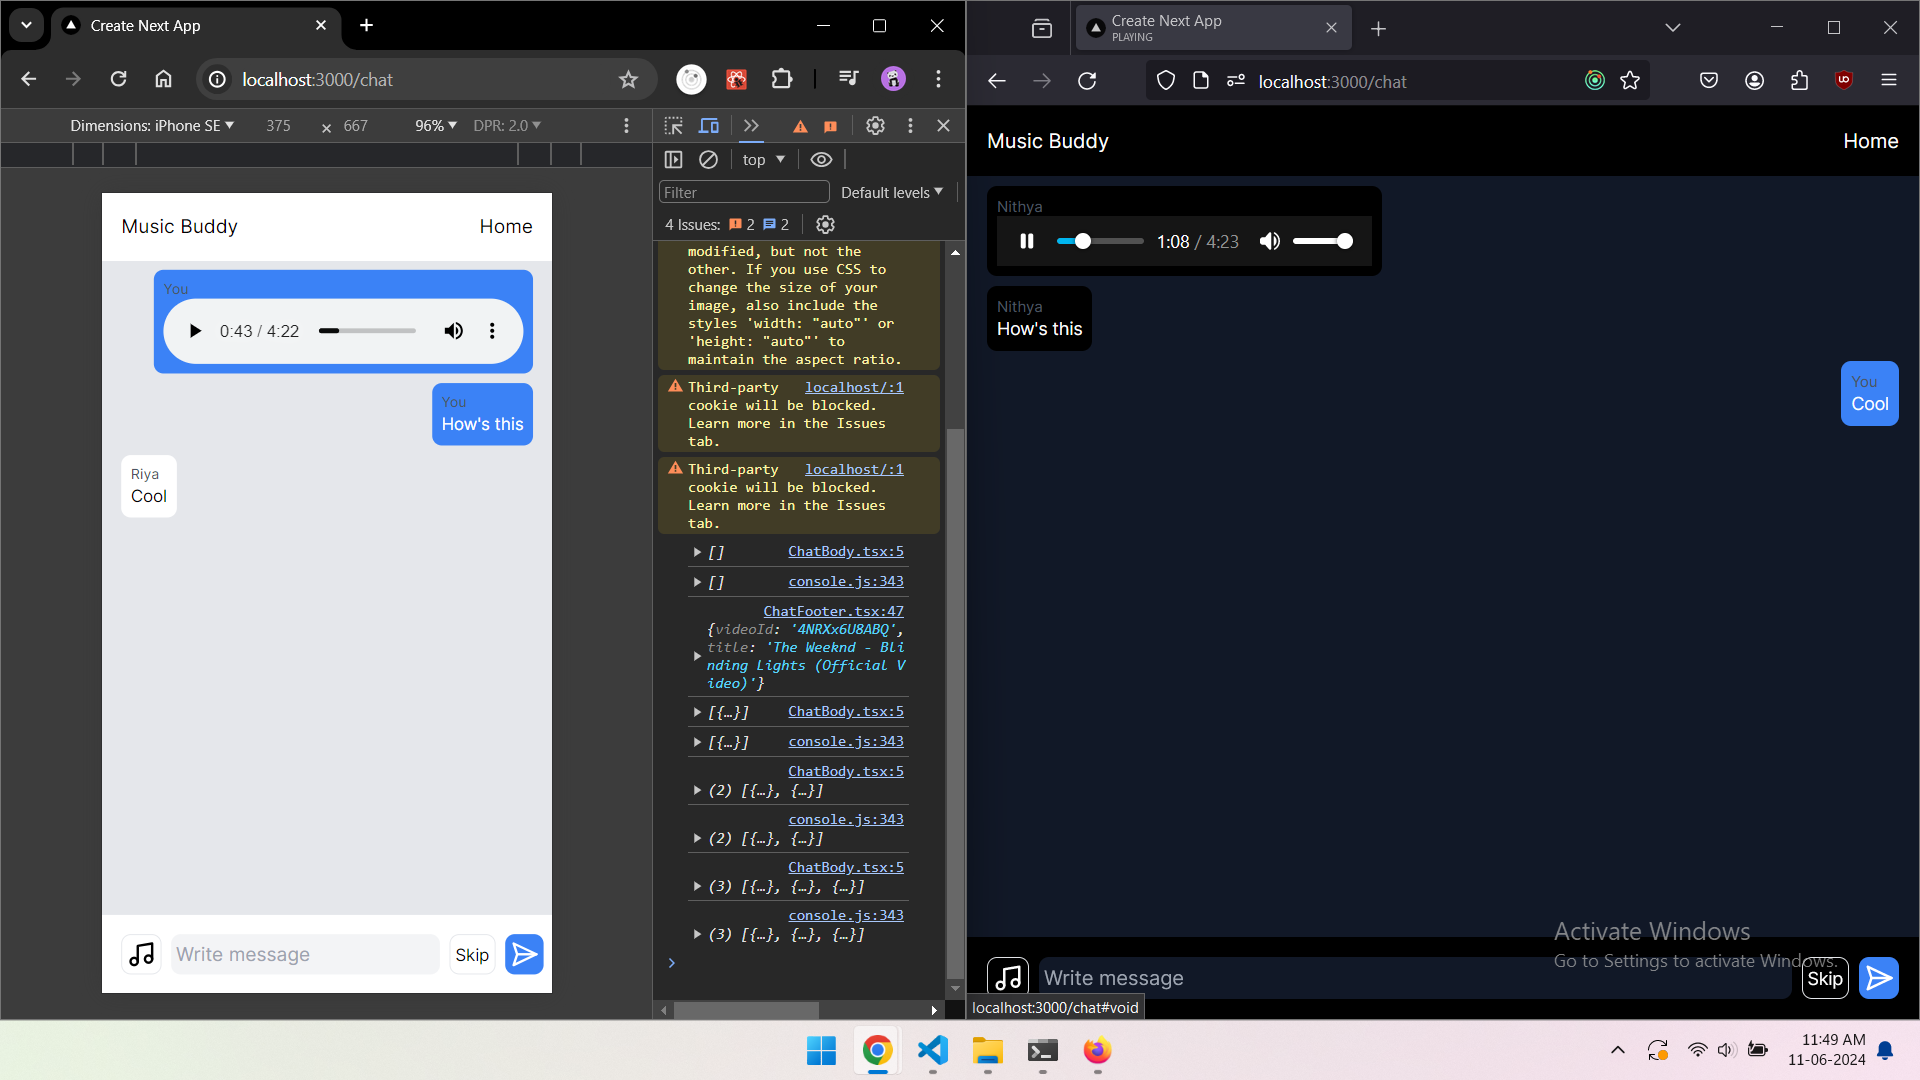 Create Next App
localhost:3000/chat
Dimensions: iPhone SE
375
667
96%
DPR: 2.0
Music Buddy
Home
You
0:43 / 4:22
You
How's this
Riya
Cool
Write message
Skip
top
Filter
Default levels
4 Issues:
2
2
modified, but not the
other. If you use CSS to
change the size of your
image, also include the
styles 'width: "auto"' or
'height: "auto"' to
maintain the aspect ratio.
Third-party localhost/:1
cookie will be blocked.
Learn more in the Issues
tab.
Third-party localhost/:1
cookie will be blocked.
Learn more in the Issues
tab.
[] ChatBody.tsx:5
[] console.js:343
ChatFooter.tsx:47
{videoId: '4NRXx6U8ABQ',
title: 'The Weeknd - Bli
nding Lights (Official V
ideo)'}
[{…}] ChatBody.tsx:5
[{…}] console.js:343
ChatBody.tsx:5
(2) [{…}, {…}]
console.js:343
(2) [{…}, {…}]
ChatBody.tsx:5
(3) [{…}, {…}, {…}]
console.js:343
(3) [{…}, {…}, {…}]
Create Next App
PLAYING
localhost:3000/chat
Music Buddy
Home
Nithya
1:08 / 4:23
Nithya
How's this
You
Cool
Activate Windows
Go to Settings to activate Windows.
Write message
Skip
localhost:3000/chat#void
11:49 AM
11-06-2024